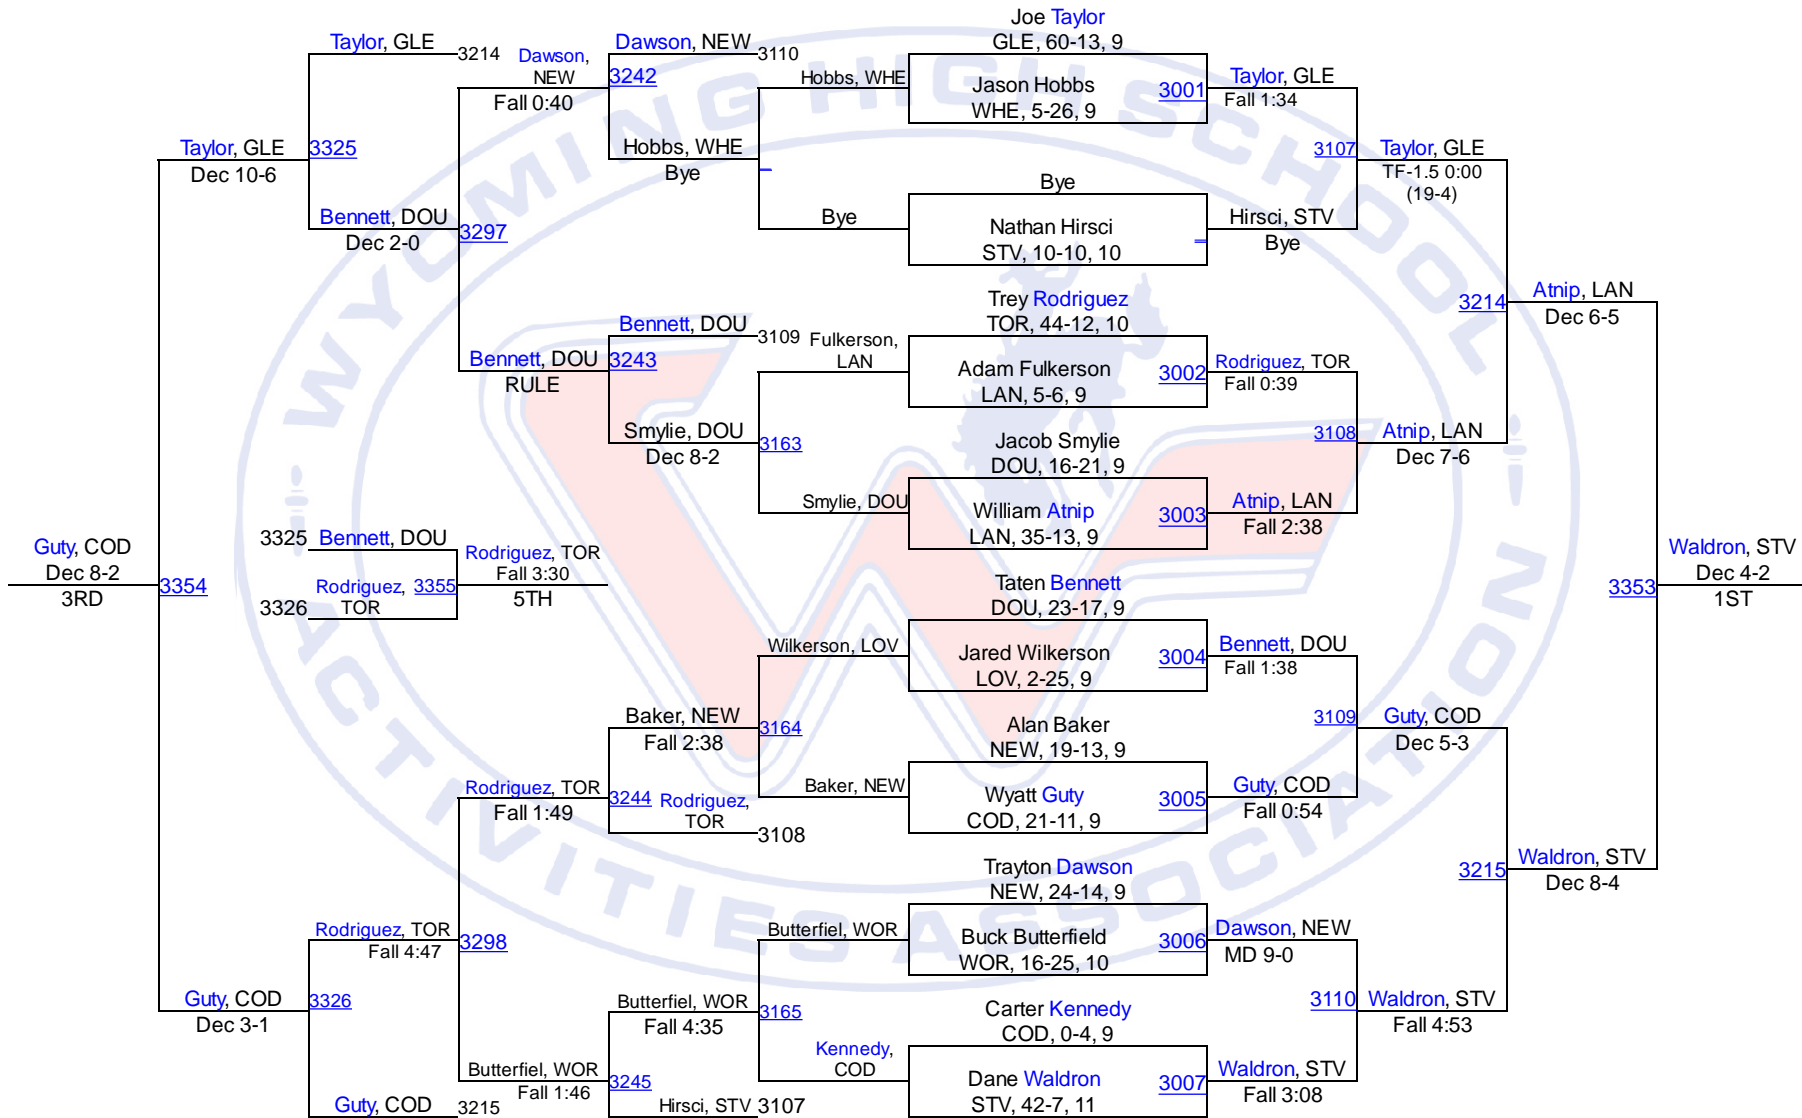 Joe Taylor
GLE, 60-13, 9
Taylor, GLE
3214
Dawson,
NEW
Fall 0:40
Dawson, NEW
3110
3242
Hobbs, WHE
Jason Hobbs
WHE, 5-26, 9
3001
Taylor, GLE
Fall 1:34
Taylor, GLE
Dec 10-6
3325
Hobbs, WHE
Bye
3107
Taylor, GLE
TF-1.5 0:00
(19-4)
Bye
Bennett, DOU
Dec 2-0
3297
Bye
Nathan Hirsci
STV, 10-10, 10
Hirsci, STV
Bye
Trey Rodriguez
TOR, 44-12, 10
3214
Atnip, LAN
Dec 6-5
Bennett, DOU
3109
Fulkerson,
LAN
Bennett, DOU
RULE
3243
Adam Fulkerson
LAN, 5-6, 9
3002
Rodriguez, TOR
Fall 0:39
Smylie, DOU
Dec 8-2
3163
Jacob Smylie
DOU, 16-21, 9
3108
Atnip, LAN
Dec 7-6
Smylie, DOU
William Atnip
LAN, 35-13, 9
3003
Atnip, LAN
Fall 2:38
3325
Bennett, DOU
Guty, COD
Dec 8-2
3RD
3354
Rodriguez,
TOR
3326
3355
Rodriguez, TOR
Fall 3:30
5TH
Taten Bennett
DOU, 23-17, 9
3353
Waldron, STV
Dec 4-2
1ST
Wilkerson, LOV
Jared Wilkerson
LOV, 2-25, 9
3004
Bennett, DOU
Fall 1:38
Baker, NEW
Fall 2:38
3164
Alan Baker
NEW, 19-13, 9
3109
Guty, COD
Dec 5-3
Rodriguez, TOR
Fall 1:49
3244
Rodriguez,
TOR
3108
Baker, NEW
Wyatt Guty
COD, 21-11, 9
3005
Guty, COD
Fall 0:54
Trayton Dawson
NEW, 24-14, 9
3215
Waldron, STV
Dec 8-4
Rodriguez, TOR
Fall 4:47
3298
Butterfiel, WOR
Buck Butterfield
WOR, 16-25, 10
3006
Dawson, NEW
MD 9-0
Guty, COD
Dec 3-1
3326
Butterfiel, WOR
Fall 4:35
3165
Carter Kennedy
COD, 0-4, 9
3110
Waldron, STV
Fall 4:53
Kennedy,
COD
Butterfiel, WOR
Fall 1:46
3245
Dane Waldron
STV, 42-7, 11
3007
Waldron, STV
Fall 3:08
Guty, COD
3215
Hirsci, STV
3107
WYOMING HIGH SCHOOL
ACTIVITIES ASSOCIATION